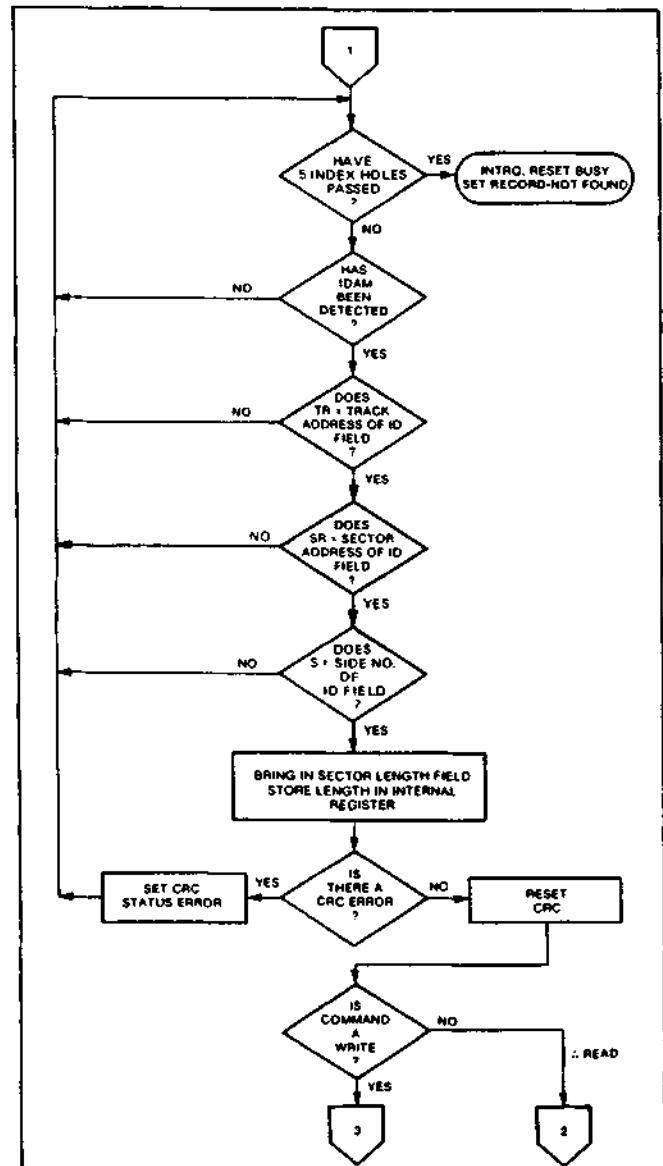 1
HAVE
5 INDEX HOLES
PASSED
?
YES
INTRQ, RESET BUSY
SET RECORD-NOT FOUND
NO
HAS
IDAM
BEEN
DETECTED
?
NO
YES
DOES
TR = TRACK
ADDRESS OF ID
FIELD
?
NO
YES
DOES
SR = SECTOR
ADDRESS OF ID
FIELD
?
NO
YES
DOES
S = SIDE NO.
OF
ID FIELD
?
NO
YES
BRING IN SECTOR LENGTH FIELD
STORE LENGTH IN INTERNAL
REGISTER
IS
THERE A
CRC ERROR
?
YES
SET CRC
STATUS ERROR
NO
RESET
CRC
IS
COMMAND
A
WRITE
?
NO
∴ READ
YES
3
2